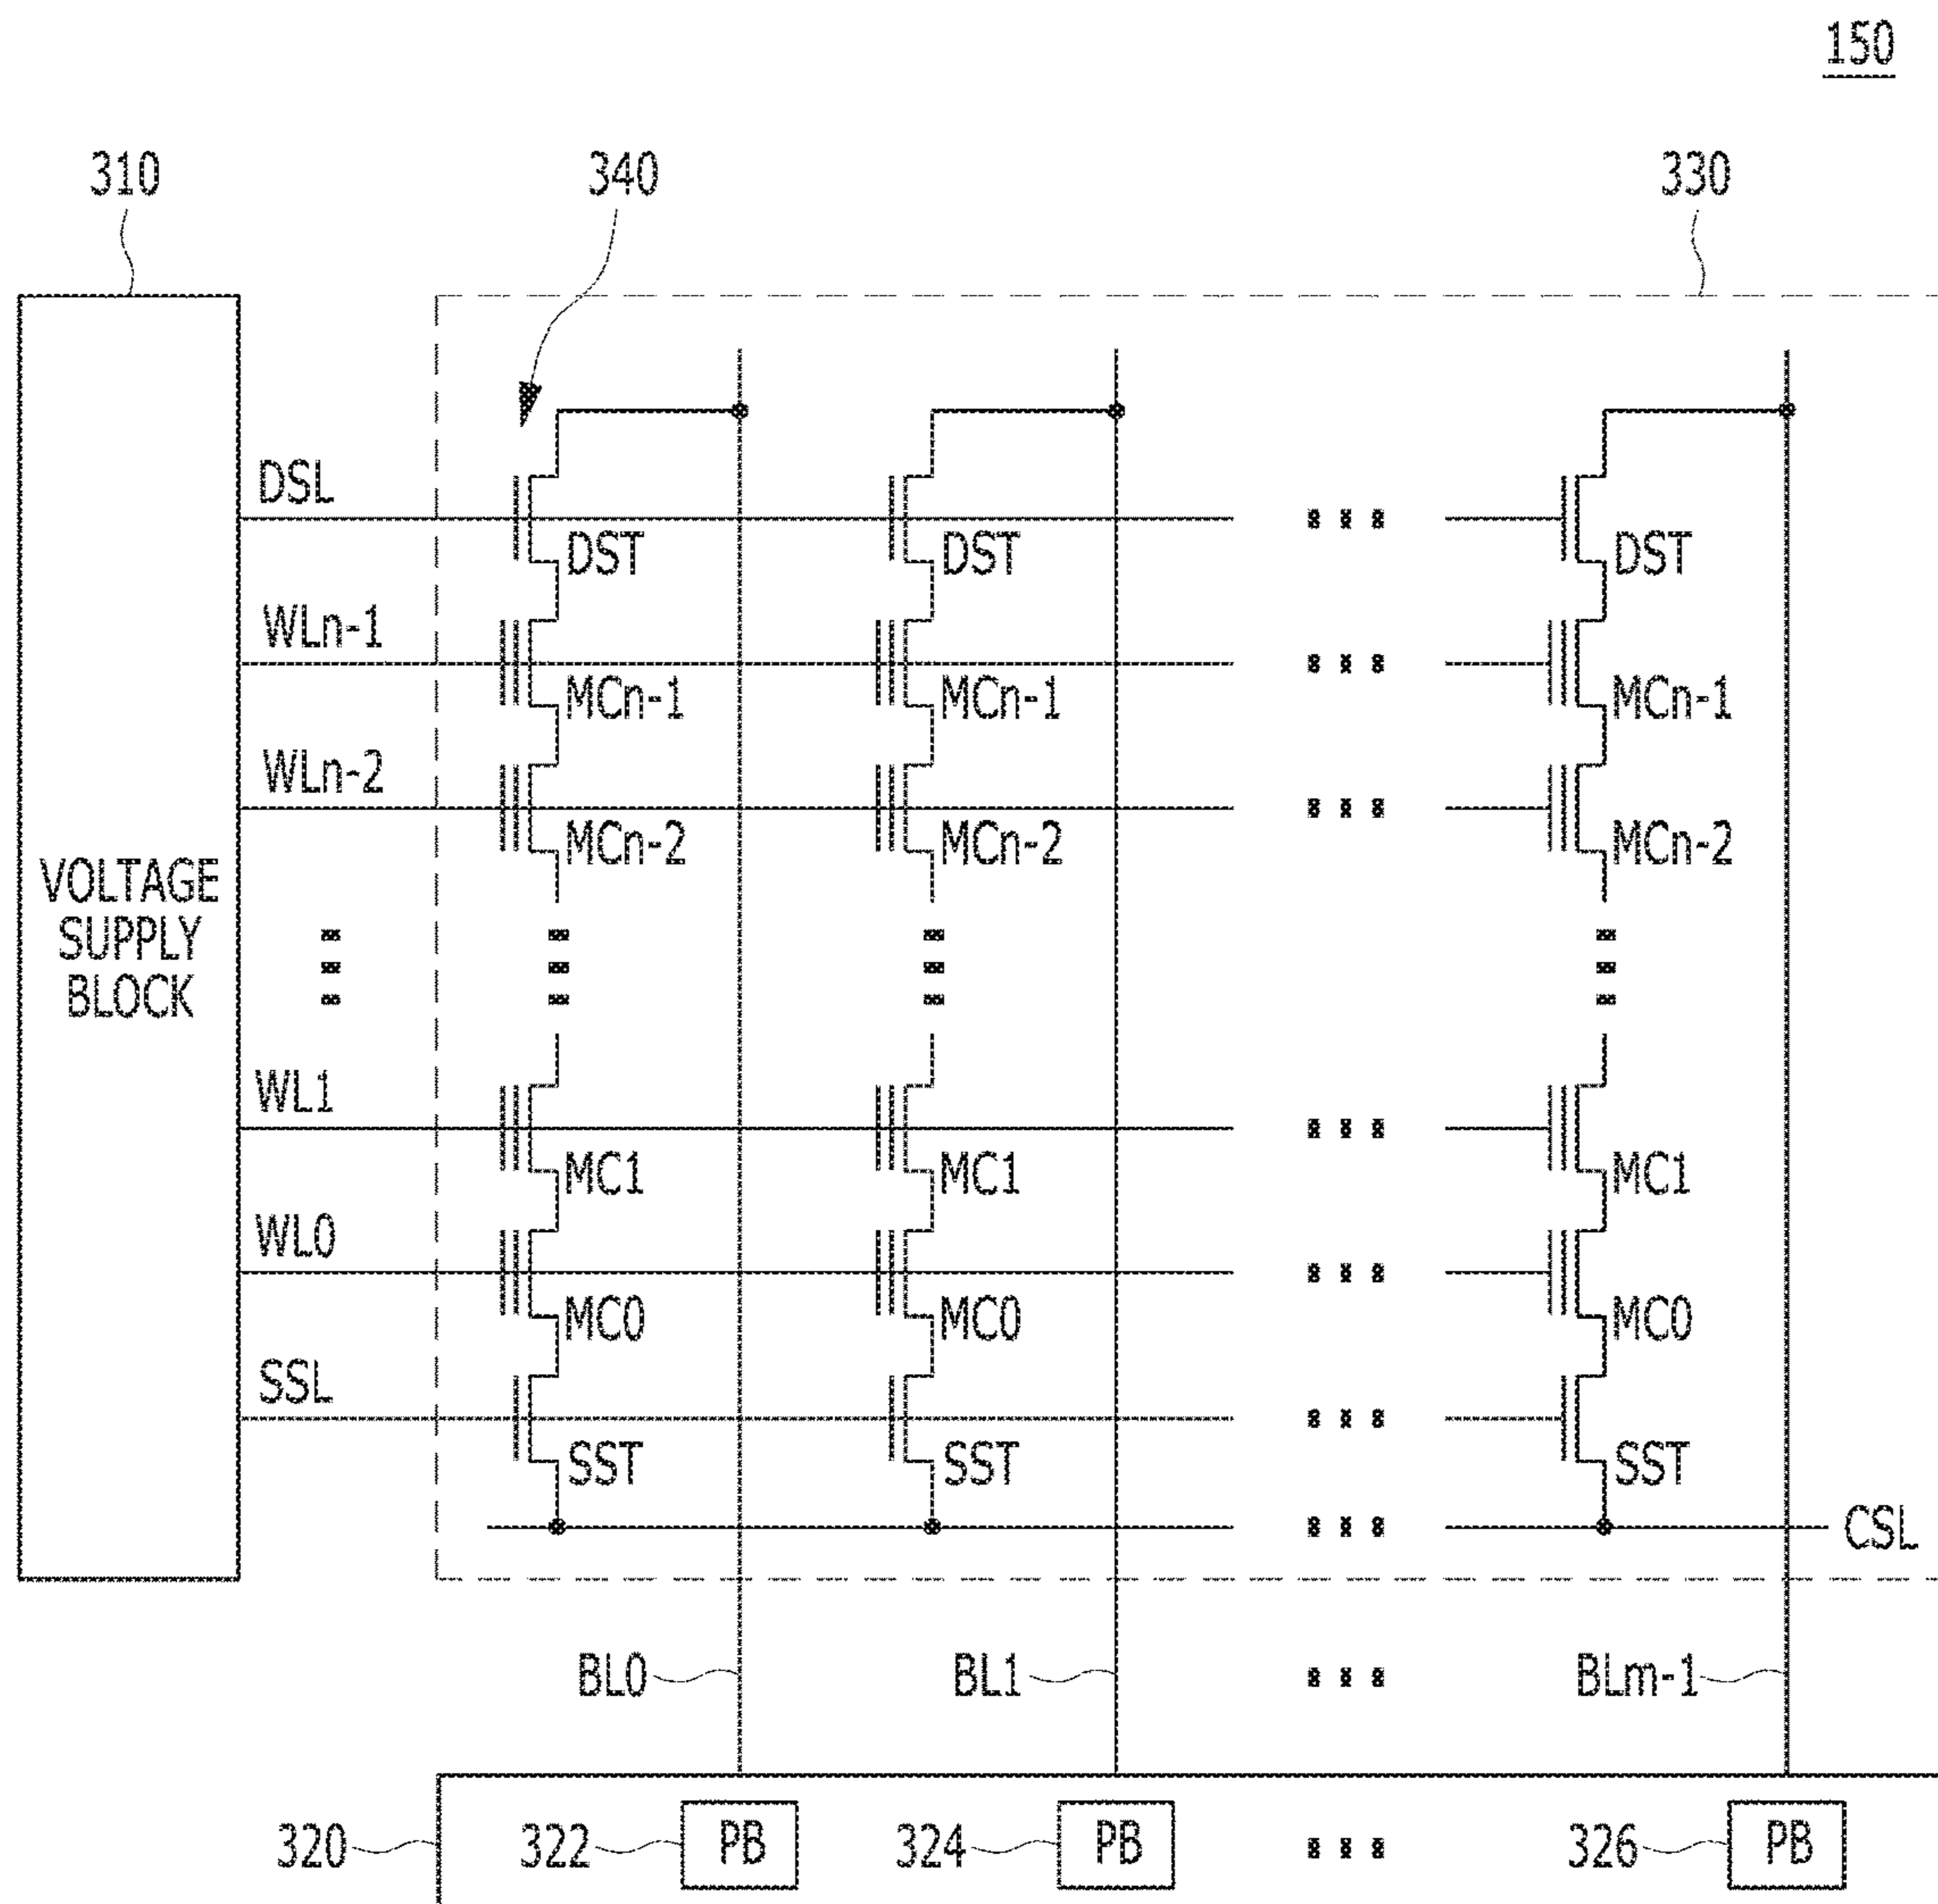 150
310 340 330
DSL
DST DST DST
WLn-1
MCn-1 MCn-1 MCn-1
WLn-2
MCn-2 MCn-2 MCn-2
VOLTAGE
SUPPLY
BLOCK
WL1
MC1 MC1 MC1
WL0
MC0 MC0 MC0
SSL
SST SST SST
CSL
BL0 BL1 BLm-1
320 322 PB 324 PB 326 PB